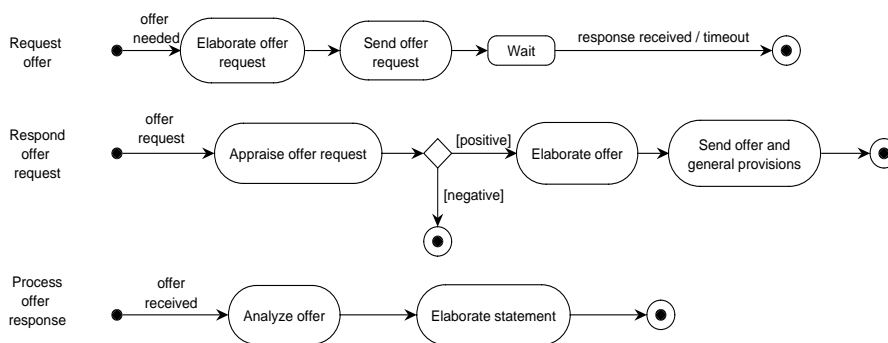 Request
offer
offer
needed
Elaborate offer
request
Send offer
request
Wait
response received / timeout
Respond
offer
request
offer
request
Appraise offer request
[positive]
[negative]
Elaborate offer
Send offer and
general provisions
Process
offer
response
offer
received
Analyze offer
Elaborate statement